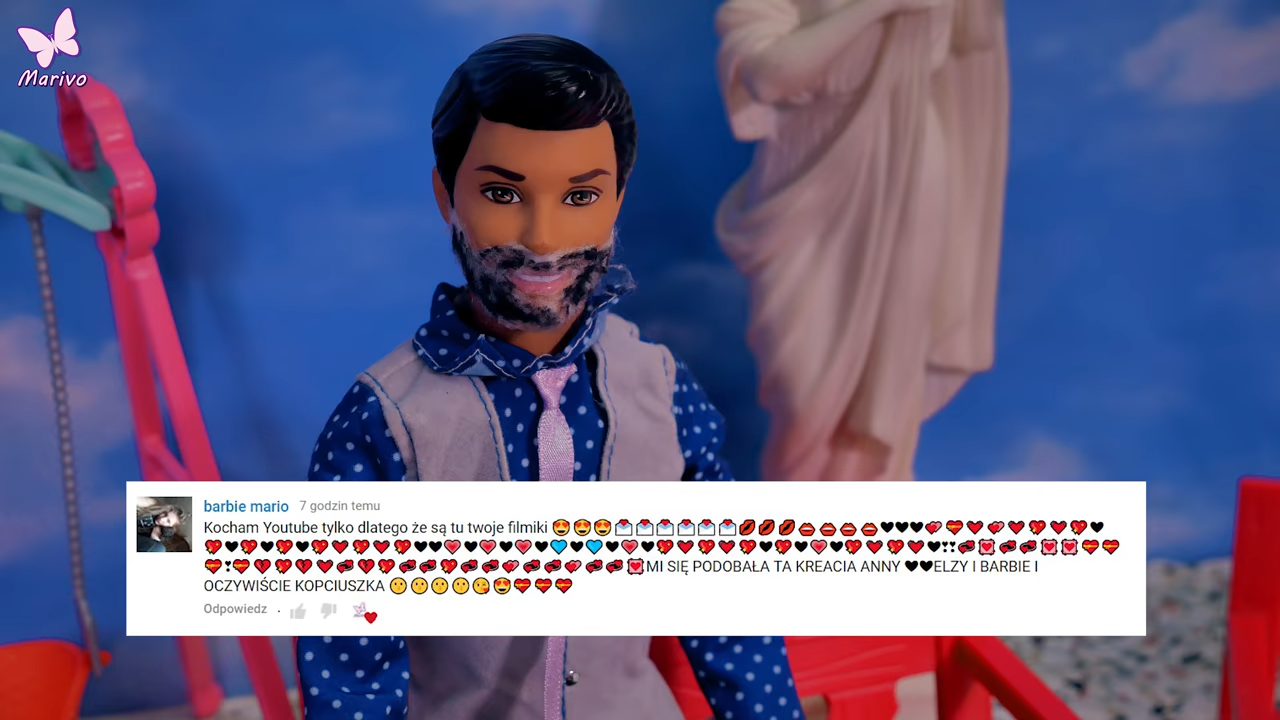 Marivo
barbie mario 7 godzin temu
Kocham Youtube tylko dlatego że są tu twoje filmiki
MI SIĘ PODOBAŁA TA KREACIA ANNY ELZY I BARBIE I
OCZYWIŚCIE KOPCIUSZKA
Odpowiedz